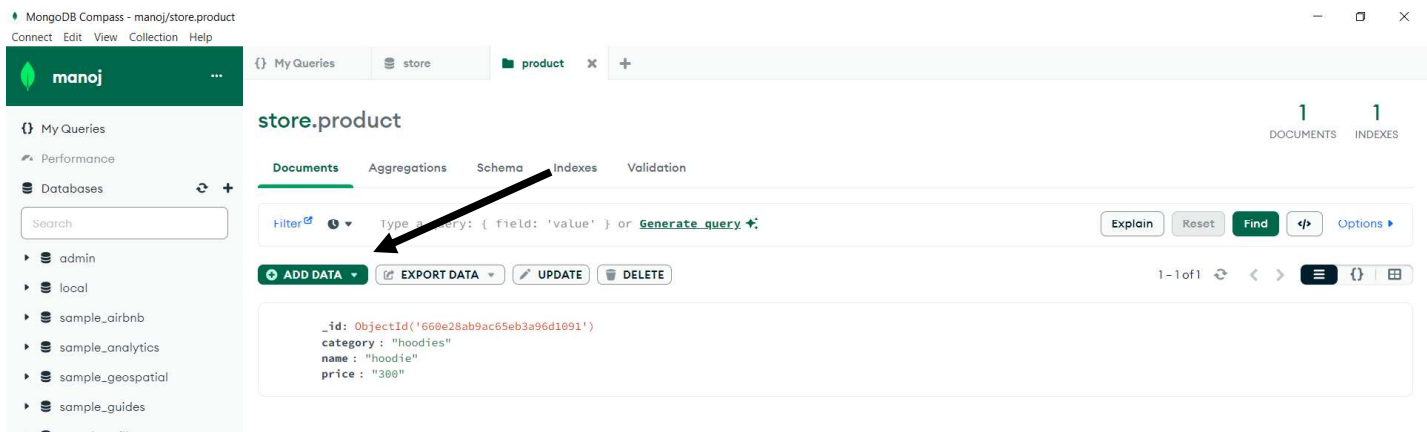 MongoDB Compass - manoj/store.product
Connect Edit View Collection Help
manoj ...
{} My Queries
store
product
store.product
1 DOCUMENTS
1 INDEXES
{} My Queries
Performance
Databases
Search
admin
local
sample_airbnb
sample_analytics
sample_geospatial
sample_guides
Documents Aggregations Schema Indexes Validation
Filter Type a query: { field: 'value' } or Generate query
Explain Reset Find </> Options
ADD DATA EXPORT DATA UPDATE DELETE
1-1 of 1 {}
_id: ObjectId('660e28ab9ac65eb3a96d1091')
category : "hoodies"
name : "hoodie"
price : "300"